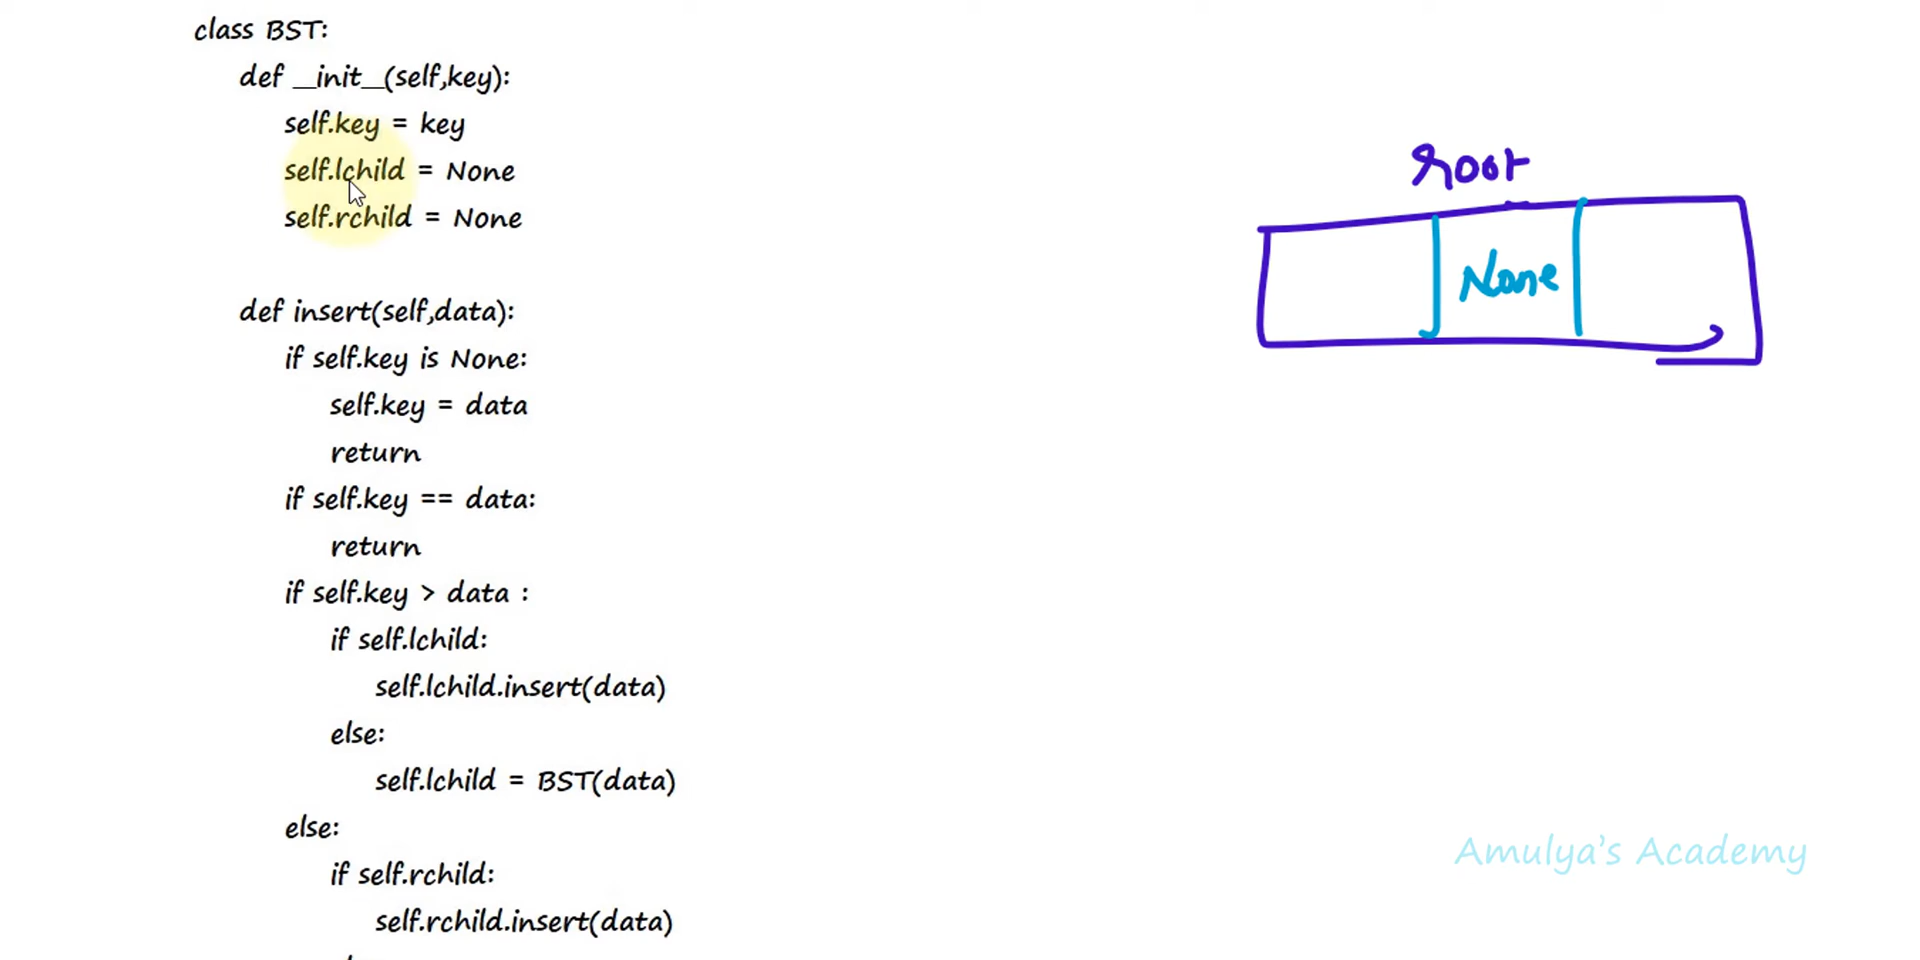 class BST:
def __init__(self,key):
self.key = key
self.lchild = None
self.rchild = None
def insert(self,data):
if self.key is None:
self.key = data
return
if self.key == data:
return
if self.key > data :
if self.lchild:
self.lchild.insert(data)
else:
self.lchild = BST(data)
else:
if self.rchild:
self.rchild.insert(data)
root
None
Amulya's Academy